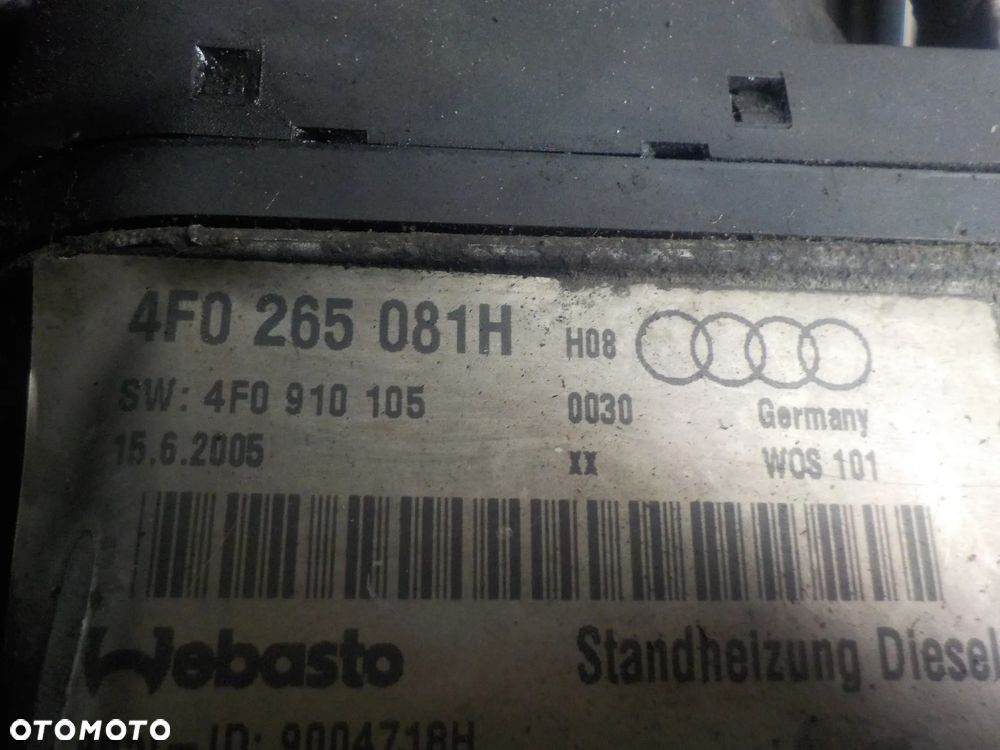 4F0 265 081H H08
SW: 4F0 910 105 0030 Germany
15.6.2005 XX WOS 101
Webasto Standheizung Diesel
ID: 9004718H
OTOMOTO